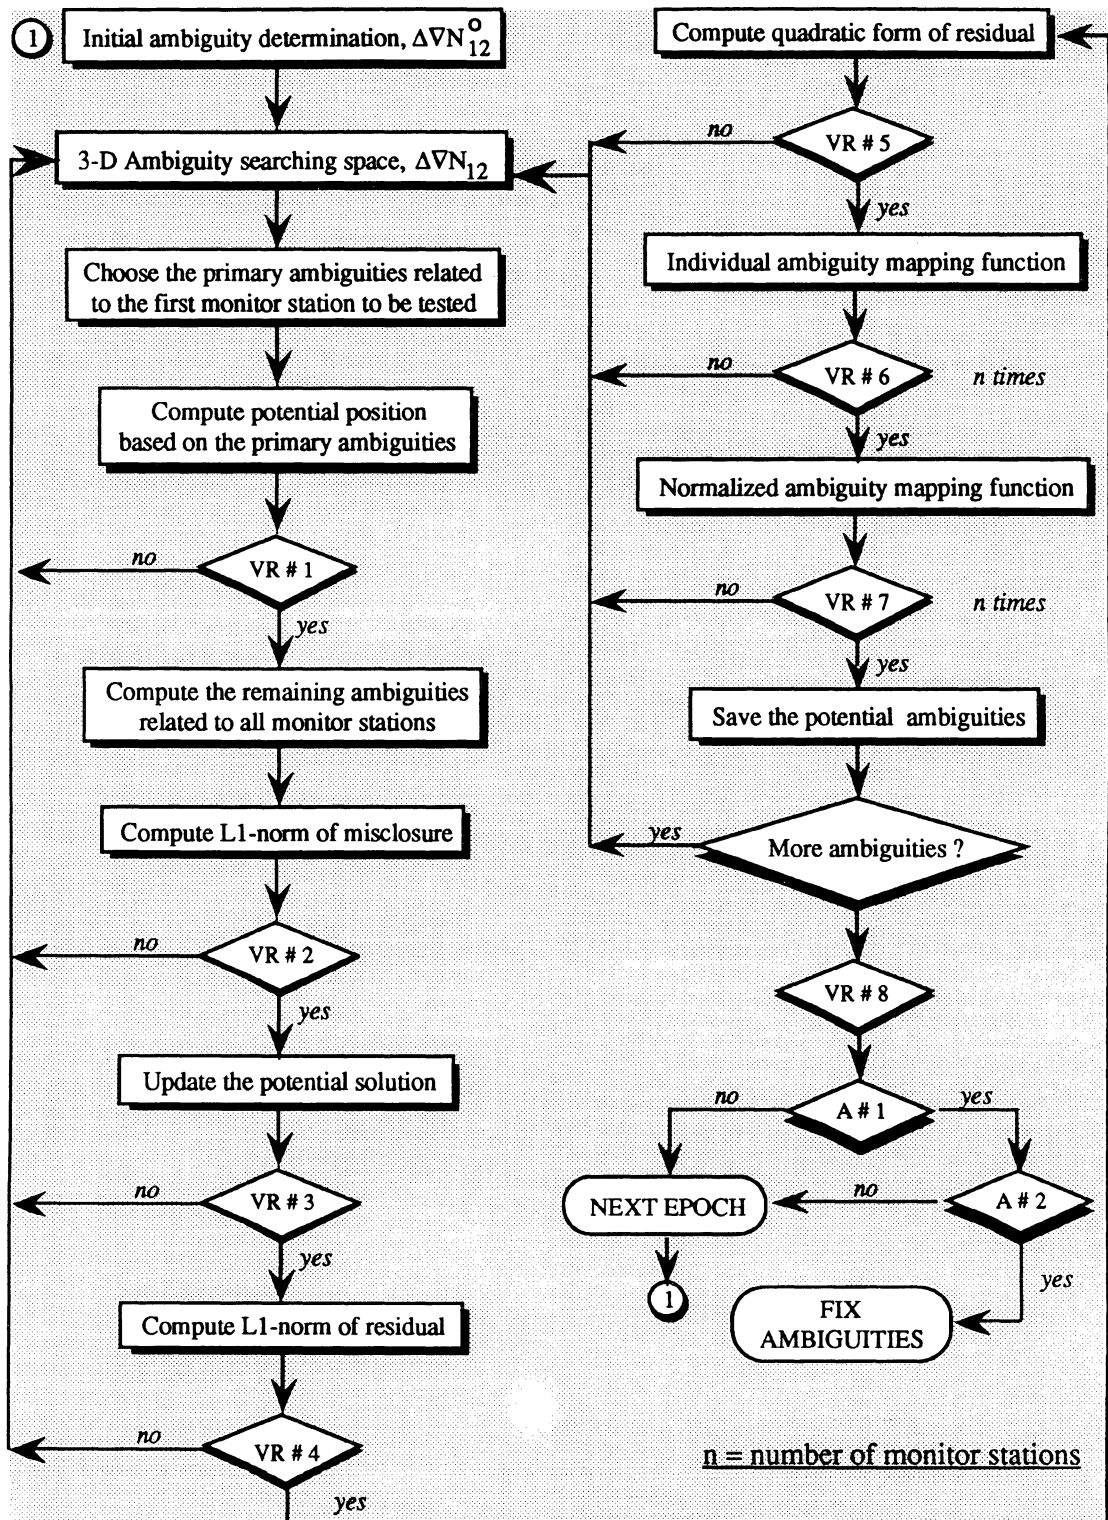 1
Initial ambiguity determination, Δ∇N₁₂⁰
3-D Ambiguity searching space, Δ∇N₁₂
Choose the primary ambiguities related
to the first monitor station to be tested
Compute potential position
based on the primary ambiguities
no
VR # 1
yes
Compute the remaining ambiguities
related to all monitor stations
Compute L1-norm of misclosure
no
VR # 2
yes
Update the potential solution
no
VR # 3
yes
Compute L1-norm of residual
no
VR # 4
yes
Compute quadratic form of residual
no
VR # 5
yes
Individual ambiguity mapping function
no
VR # 6
n times
yes
Normalized ambiguity mapping function
no
VR # 7
n times
yes
Save the potential ambiguities
yes
More ambiguities ?
VR # 8
no
A # 1
yes
NEXT EPOCH
no
A # 2
1
yes
FIX
AMBIGUITIES
n = number of monitor stations